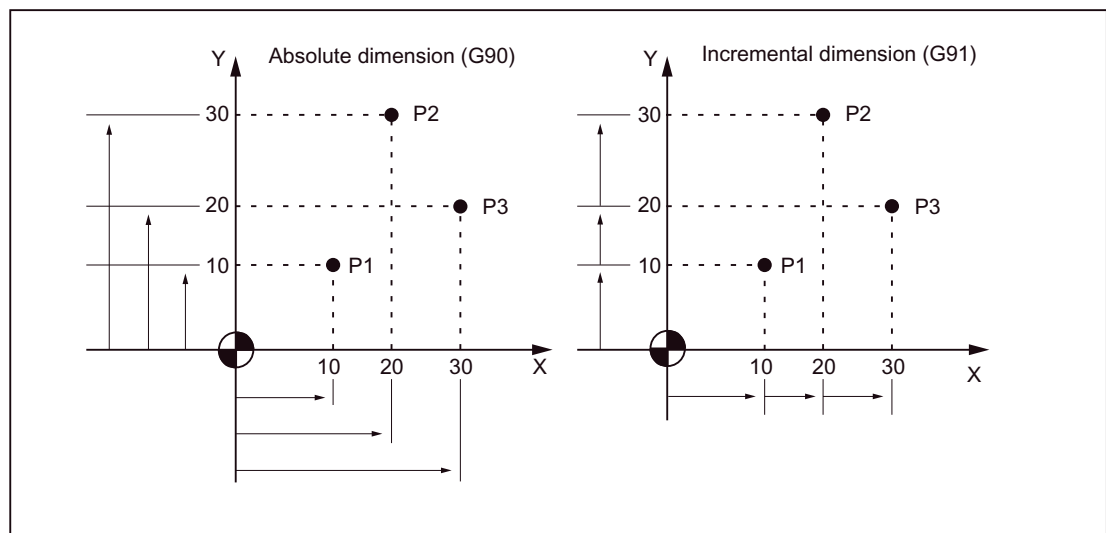 Y Absolute dimension (G90)
30 P2
20 P3
10 P1
10 20 30
X
Y Incremental dimension (G91)
30 P2
20 P3
10 P1
10 20 30
X